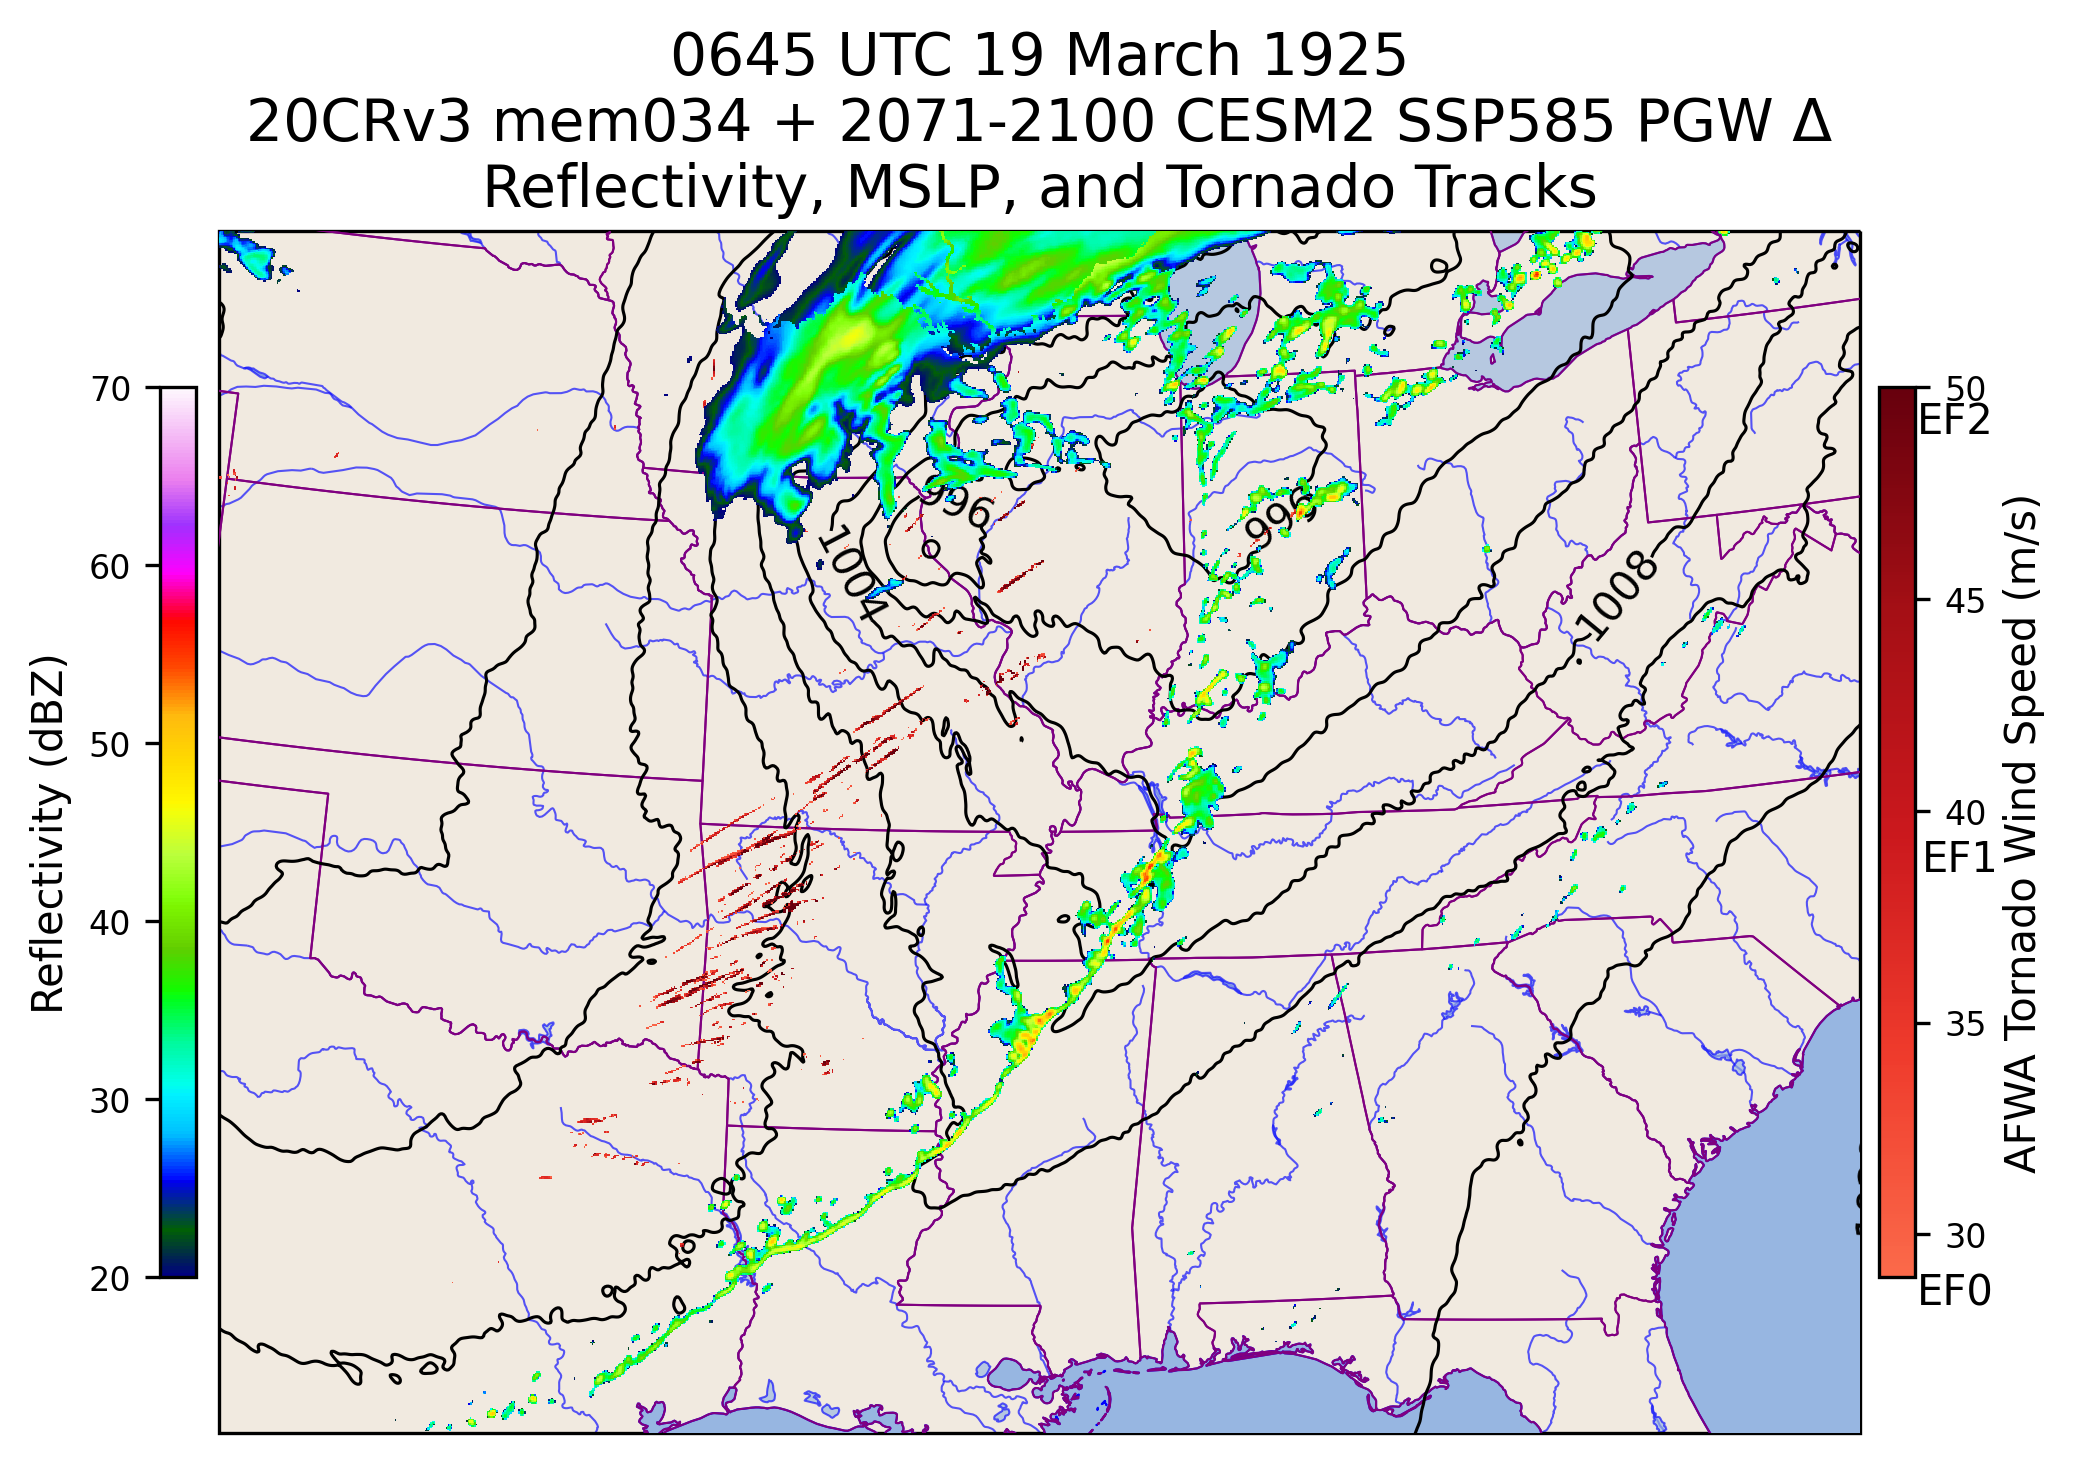 0645 UTC 19 March 1925
20CRv3 mem034 + 2071-2100 CESM2 SSP585 PGW Δ
Reflectivity, MSLP, and Tornado Tracks
Reflectivity (dBZ)
70
60
50
40
30
20
996
996
1004
1008
50
EF2
45
40
EF1
35
30
EF0
AFWA Tornado Wind Speed (m/s)